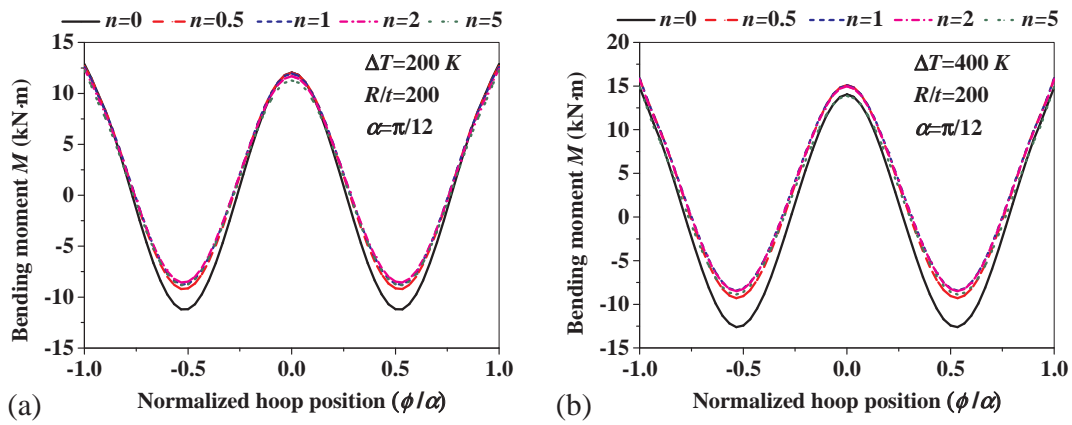 n=0 n=0.5 n=1 n=2 n=5
15
10
5
0
-5
-10
-15
-1.0 -0.5 0.0 0.5 1.0
Bending moment M (kN·m)
Normalized hoop position (ϕ/α)
ΔT=200 K
R/t=200
α=π/12
(a)
n=0 n=0.5 n=1 n=2 n=5
20
15
10
5
0
-5
-10
-15
-1.0 -0.5 0.0 0.5 1.0
Bending moment M (kN·m)
Normalized hoop position (ϕ/α)
ΔT=400 K
R/t=200
α=π/12
(b)